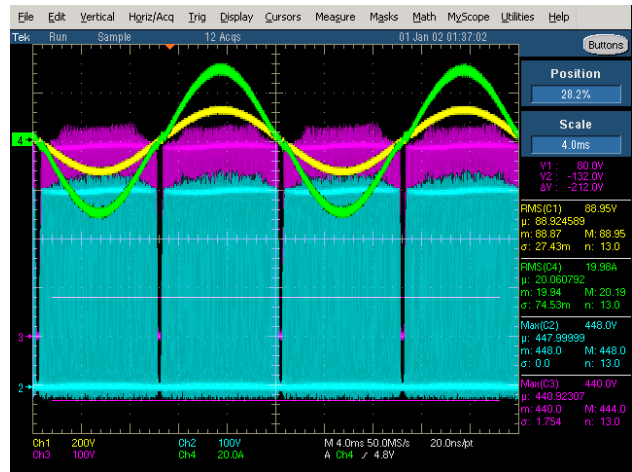 File Edit Vertical Horiz/Acq Trig Display Cursors Measure Masks Math MyScope Utilities Help
Tek Run Sample 12 Acqs 01 Jan 02 01:37:02
Buttons
Position
28.2%
Scale
4.0ms
V1: 80.0V
V2: -132.0V
ΔV: -212.0V
RMS(C1) 88.95V
µ: 88.924589
m: 88.87 M: 88.95
σ: 27.43m n: 13.0
RMS(C4) 19.98A
µ: 20.060792
m: 19.94 M: 20.19
σ: 74.53m n: 13.0
Max(C2) 448.0V
µ: 447.99999
m: 448.0 M: 448.0
σ: 0.0 n: 13.0
Max(C3) 440.0V
µ: 440.92307
m: 440.0 M: 444.0
σ: 1.754 n: 13.0
4
3
2
Ch1 200V Ch2 100V M 4.0ms 50.0MS/s 20.0ns/pt
Ch3 100V Ch4 20.0A A Ch4 / 4.8V